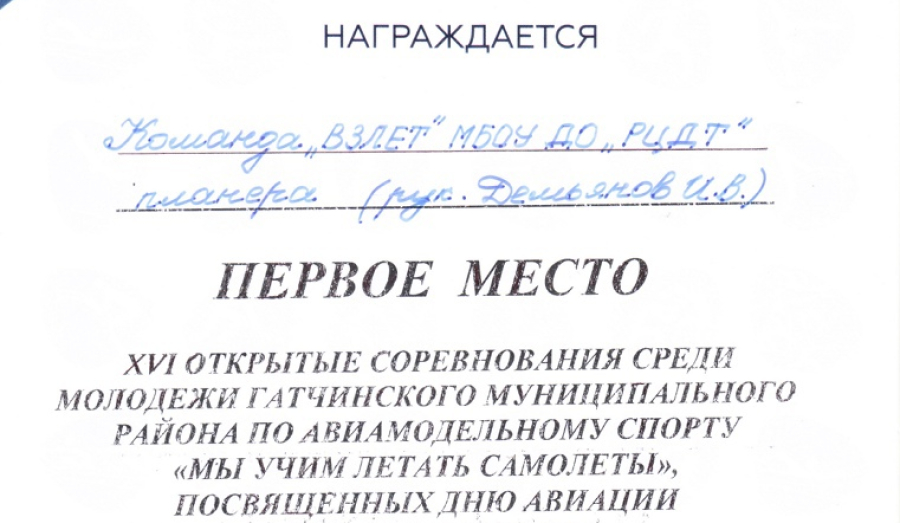 НАГРАЖДАЕТСЯ
Команда „ВЗЛЕТ“ МБОУ ДО „РЦДТ“
планера (рук. Демьянов И.В.)
ПЕРВОЕ МЕСТО
XVI ОТКРЫТЫЕ СОРЕВНОВАНИЯ СРЕДИ
МОЛОДЕЖИ ГАТЧИНСКОГО МУНИЦИПАЛЬНОГО
РАЙОНА ПО АВИАМОДЕЛЬНОМУ СПОРТУ
«МЫ УЧИМ ЛЕТАТЬ САМОЛЕТЫ»,
ПОСВЯЩЕННЫХ ДНЮ АВИАЦИИ